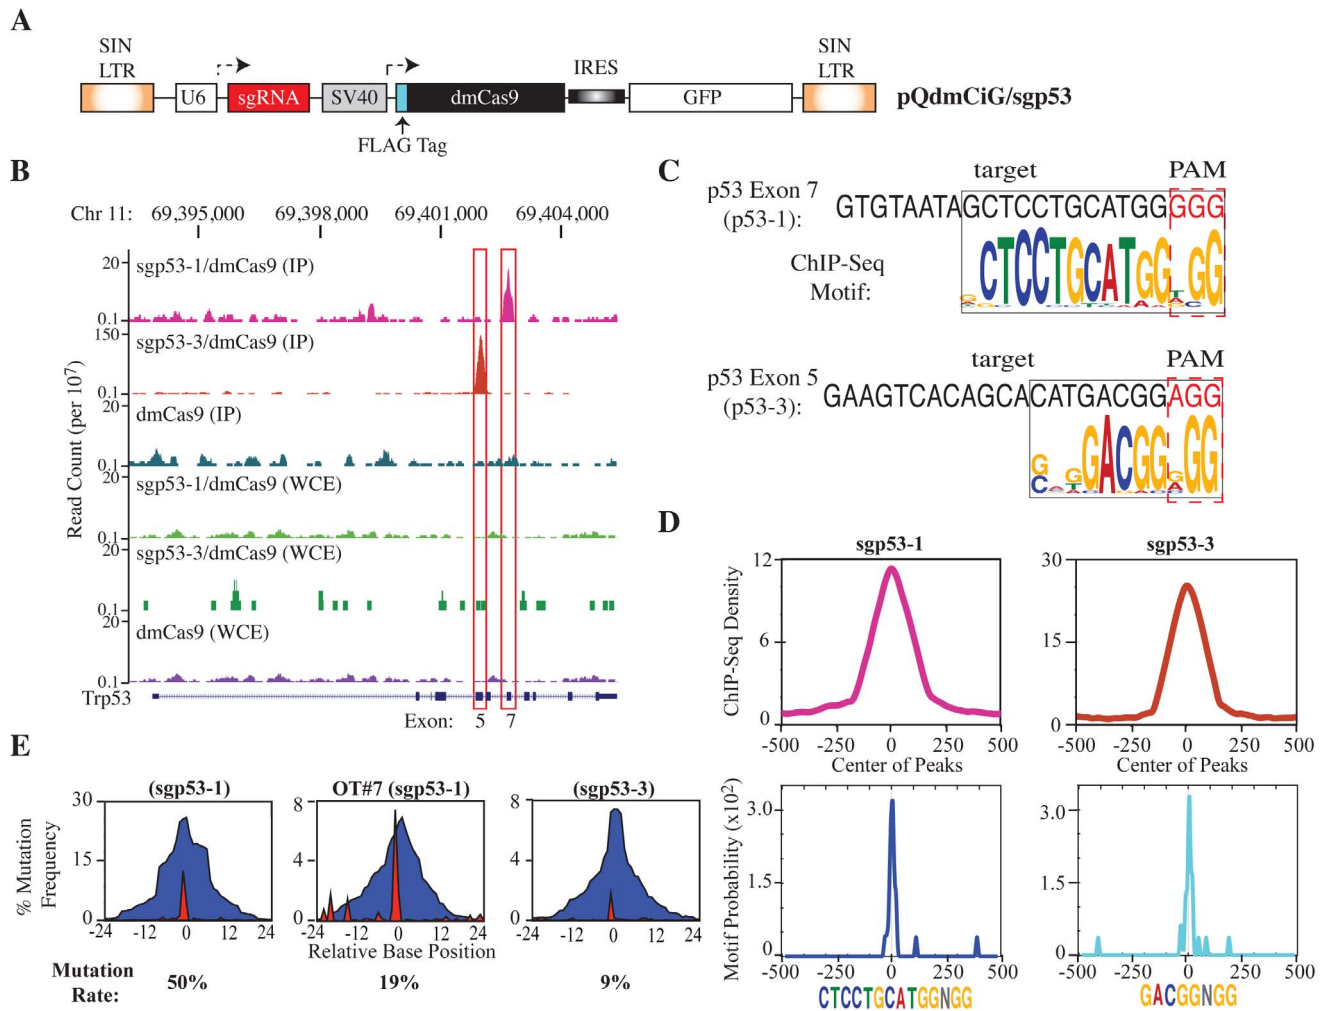 A
SIN LTR
U6
sgRNA
SV40
dmCas9
IRES
GFP
SIN LTR
pQdmCiG/sgp53
FLAG Tag
B
Chr 11: 69,395,000 69,398,000 69,401,000 69,404,000
Read Count (per 10⁷)
20
sgp53-1/dmCas9 (IP)
0.1
150
sgp53-3/dmCas9 (IP)
0.1
20
dmCas9 (IP)
0.1
20
sgp53-1/dmCas9 (WCE)
0.1
20
sgp53-3/dmCas9 (WCE)
0.1
20
dmCas9 (WCE)
0.1
Trp53
Exon: 5 7
C
target PAM
p53 Exon 7
(p53-1):
GTGTAATAGCTCCTGCATGGGGG
ChIP-Seq
Motif:
CTCCTGCATGG GG
target PAM
p53 Exon 5
(p53-3):
GAAGTCACAGCACATGACGGAGG
GACGG GG
D
sgp53-1
ChIP-Seq Density
12
6
0
-500 -250 0 250 500
Center of Peaks
sgp53-3
30
15
0
-500 -250 0 250 500
Center of Peaks
Motif Probability (x10²)
3.0
1.5
0
-500 -250 0 250 500
CTCCTGCATGGNGG
3.0
1.5
0
-500 -250 0 250 500
GACGGNGG
E
% Mutation
Frequency
(sgp53-1)
30
15
0
-24 -12 0 12 24
OT#7 (sgp53-1)
8
4
0
-24 -12 0 12 24
(sgp53-3)
8
4
0
-24 -12 0 12 24
Relative Base Position
Mutation
Rate:
50% 19% 9%